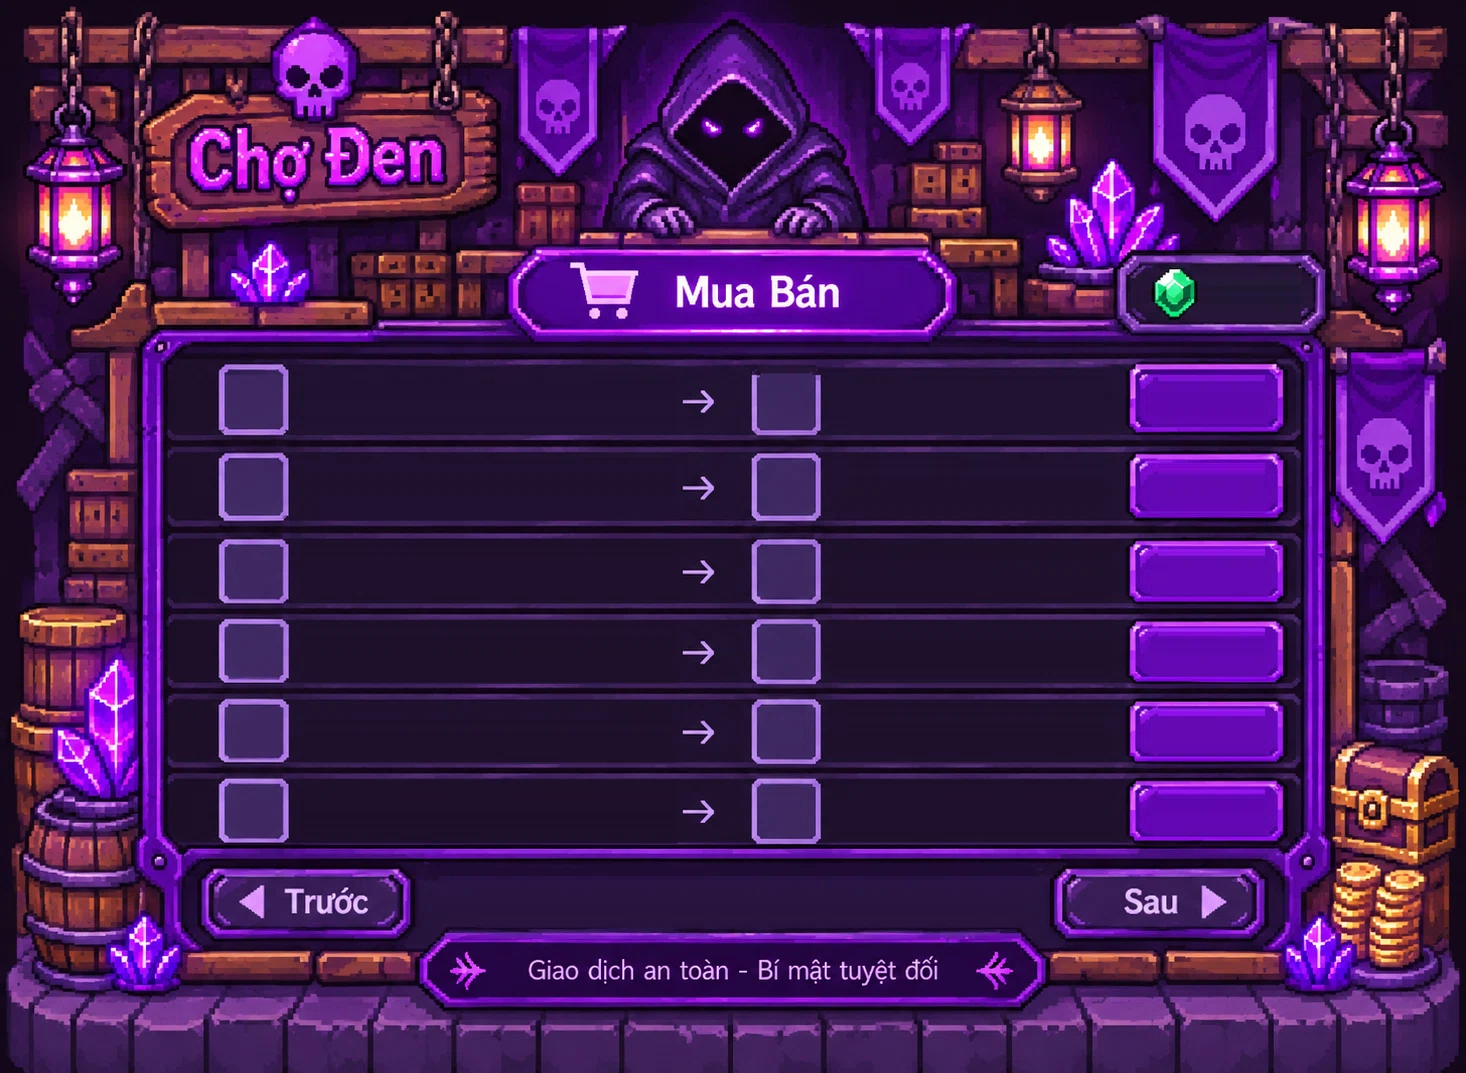 Chợ Đen
Mua Bán
→
→
→
→
→
→
Trước
Sau
Giao dịch an toàn - Bí mật tuyệt đối